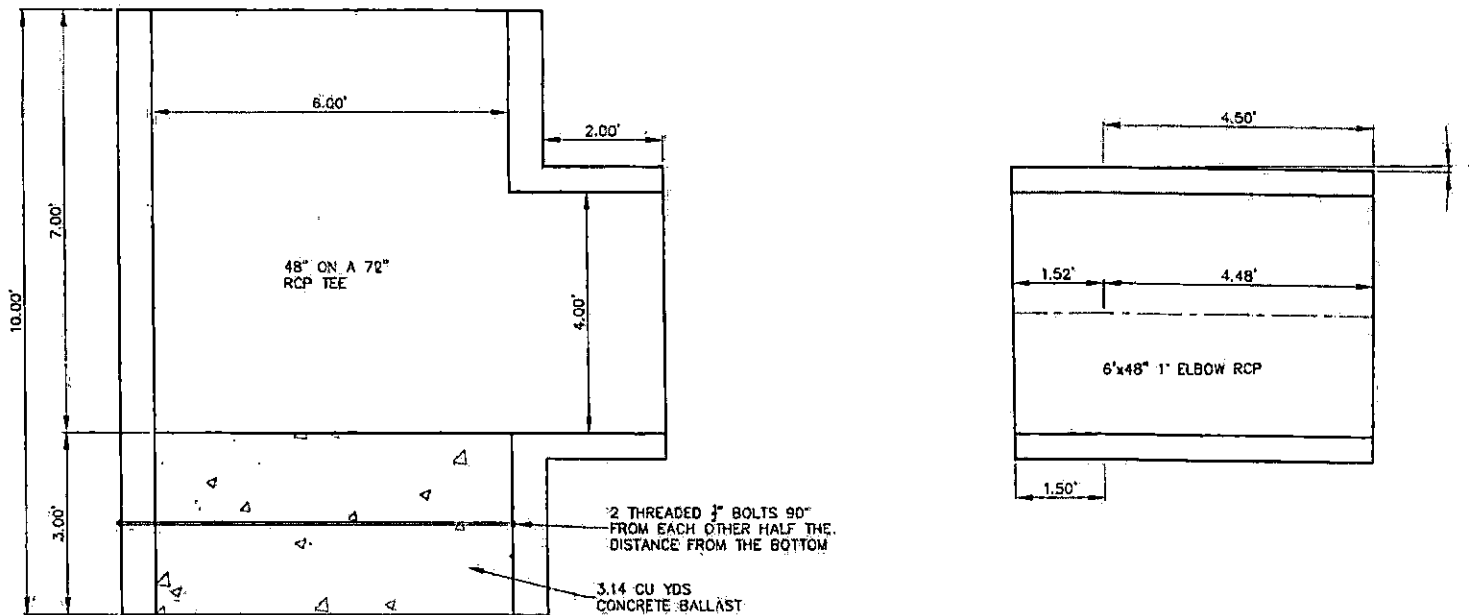 6.00'
2.00'
7.00'
10.00'
48" ON A 72"
RCP TEE
4.00'
3.00'
2 THREADED BOLTS 90°
FROM EACH OTHER HALF THE.
DISTANCE FROM THE BOTTOM
3.14 CU YDS
CONCRETE BALLAST
4.50'
1.52'
4.48'
6'x48" 1° ELBOW RCP
1.50'